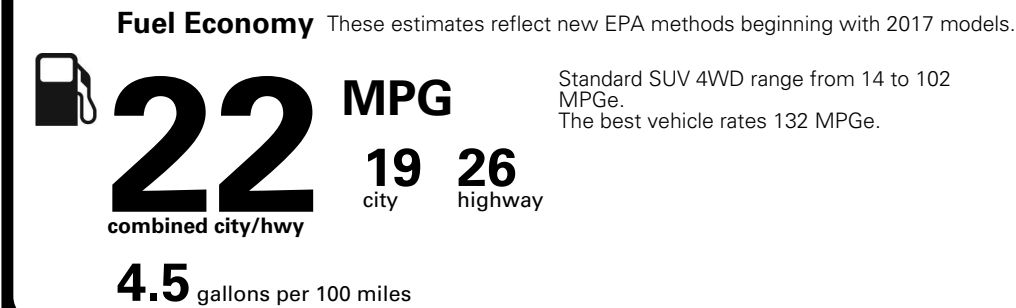 Fuel Economy These estimates reflect new EPA methods beginning with 2017 models.
22 MPG
Standard SUV 4WD range from 14 to 102
MPGe.
The best vehicle rates 132 MPGe.
19 26
city highway
combined city/hwy
4.5 gallons per 100 miles